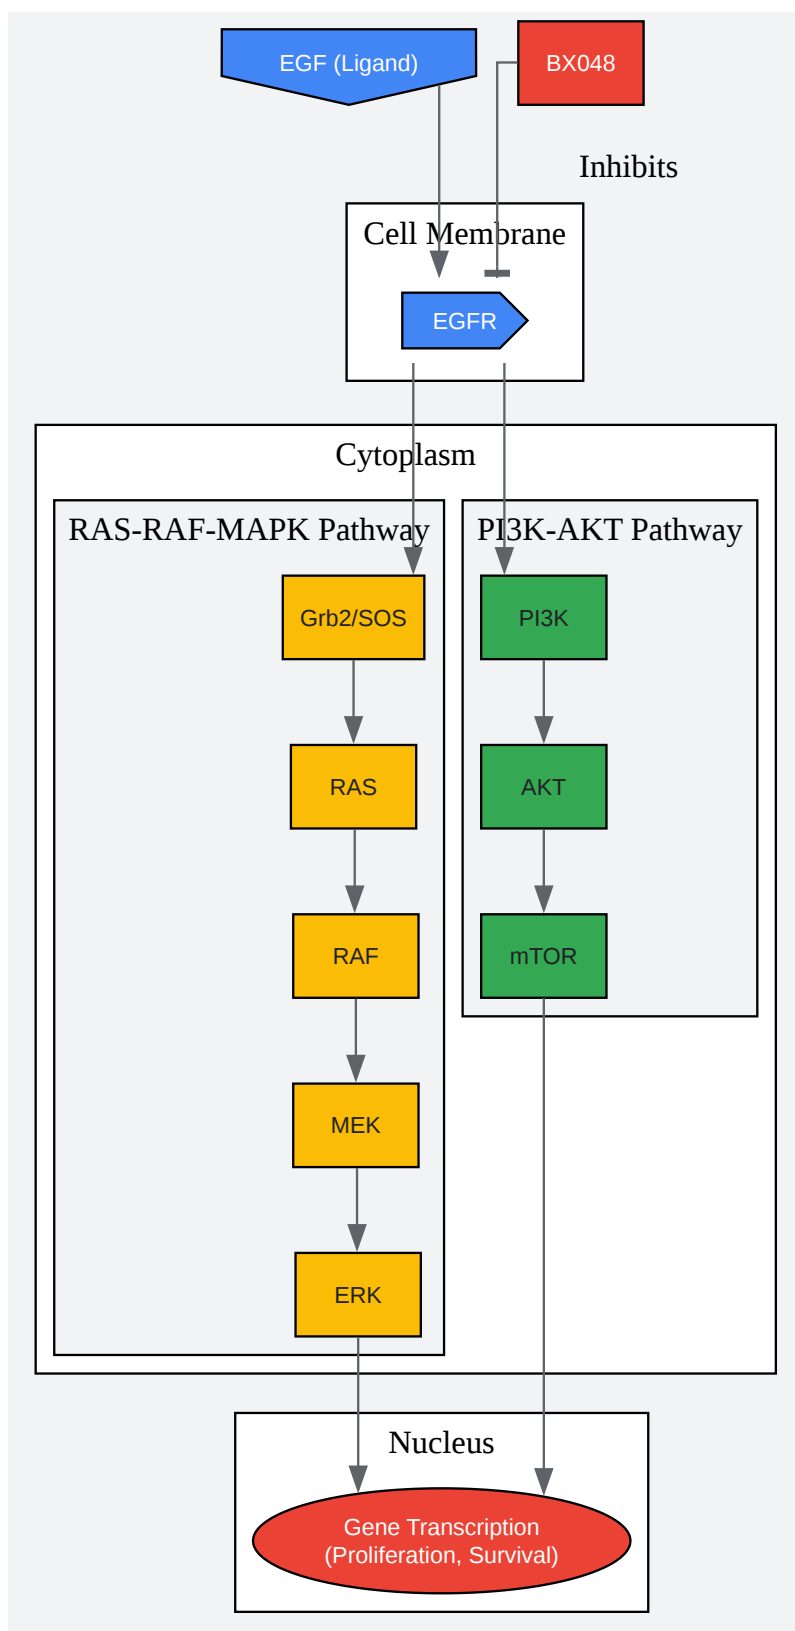 EGF (Ligand)
BX048
Inhibits
Cell Membrane
EGFR
Cytoplasm
RAS-RAF-MAPK Pathway
PI3K-AKT Pathway
Grb2/SOS
PI3K
RAS
AKT
RAF
mTOR
MEK
ERK
Nucleus
Gene Transcription
(Proliferation, Survival)